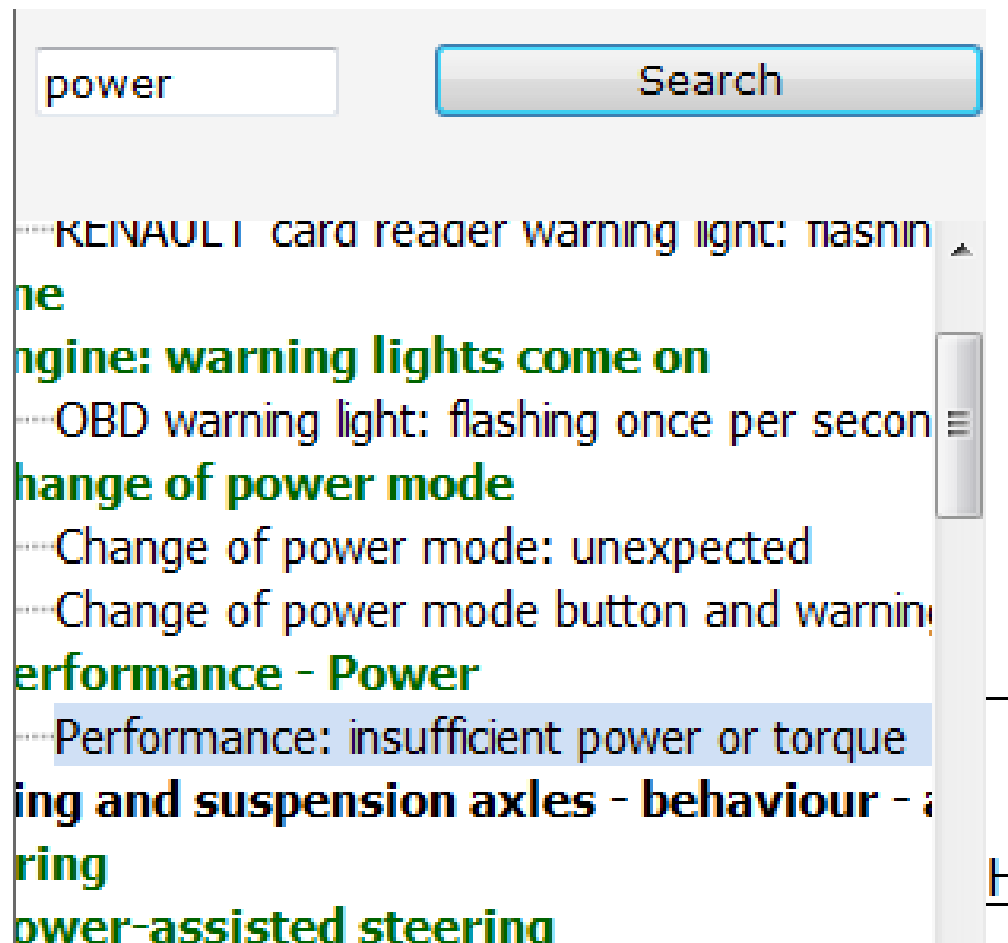 power
Search
RENAULT card reader warning light: flashin
ne
ngine: warning lights come on
OBD warning light: flashing once per secon
hange of power mode
Change of power mode: unexpected
Change of power mode button and warning
erformance - Power
Performance: insufficient power or torque
ing and suspension axles - behaviour - a
ring
H
ower-assisted steering